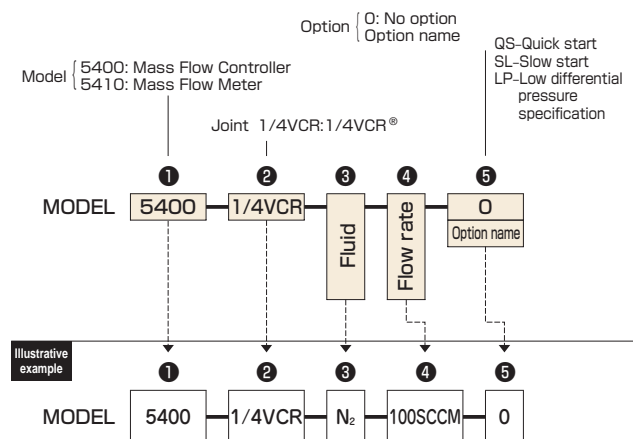 Option { 0: No option
Option name
QS-Quick start
SL-Slow start
LP-Low differential
pressure
specification
Model { 5400: Mass Flow Controller
5410: Mass Flow Meter
Joint 1/4VCR:1/4VCR®
❶ ❷ ❸ ❹ ❺
MODEL 5400 1/4VCR Fluid Flow rate 0
Option name
Illustrative
example
❶ ❷ ❸ ❹ ❺
MODEL 5400 1/4VCR N₂ 100SCCM 0